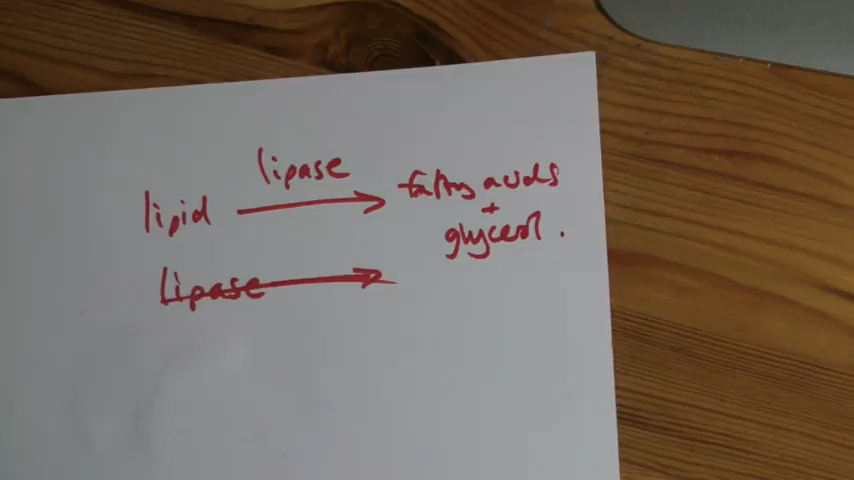 lipase
lipid → fatty acids
+
glycerol.
lipase →